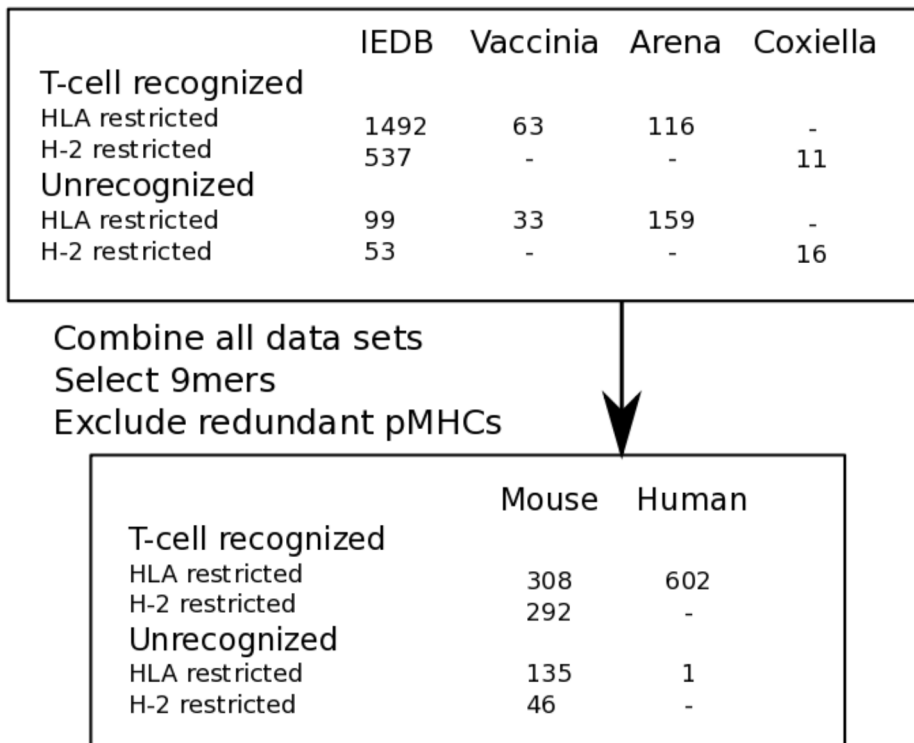 IEDB Vaccinia Arena Coxiella
T-cell recognized
HLA restricted 1492 63 116 -
H-2 restricted 537 - - 11
Unrecognized
HLA restricted 99 33 159 -
H-2 restricted 53 - - 16
Combine all data sets
Select 9mers
Exclude redundant pMHCs
Mouse Human
T-cell recognized
HLA restricted 308 602
H-2 restricted 292 -
Unrecognized
HLA restricted 135 1
H-2 restricted 46 -